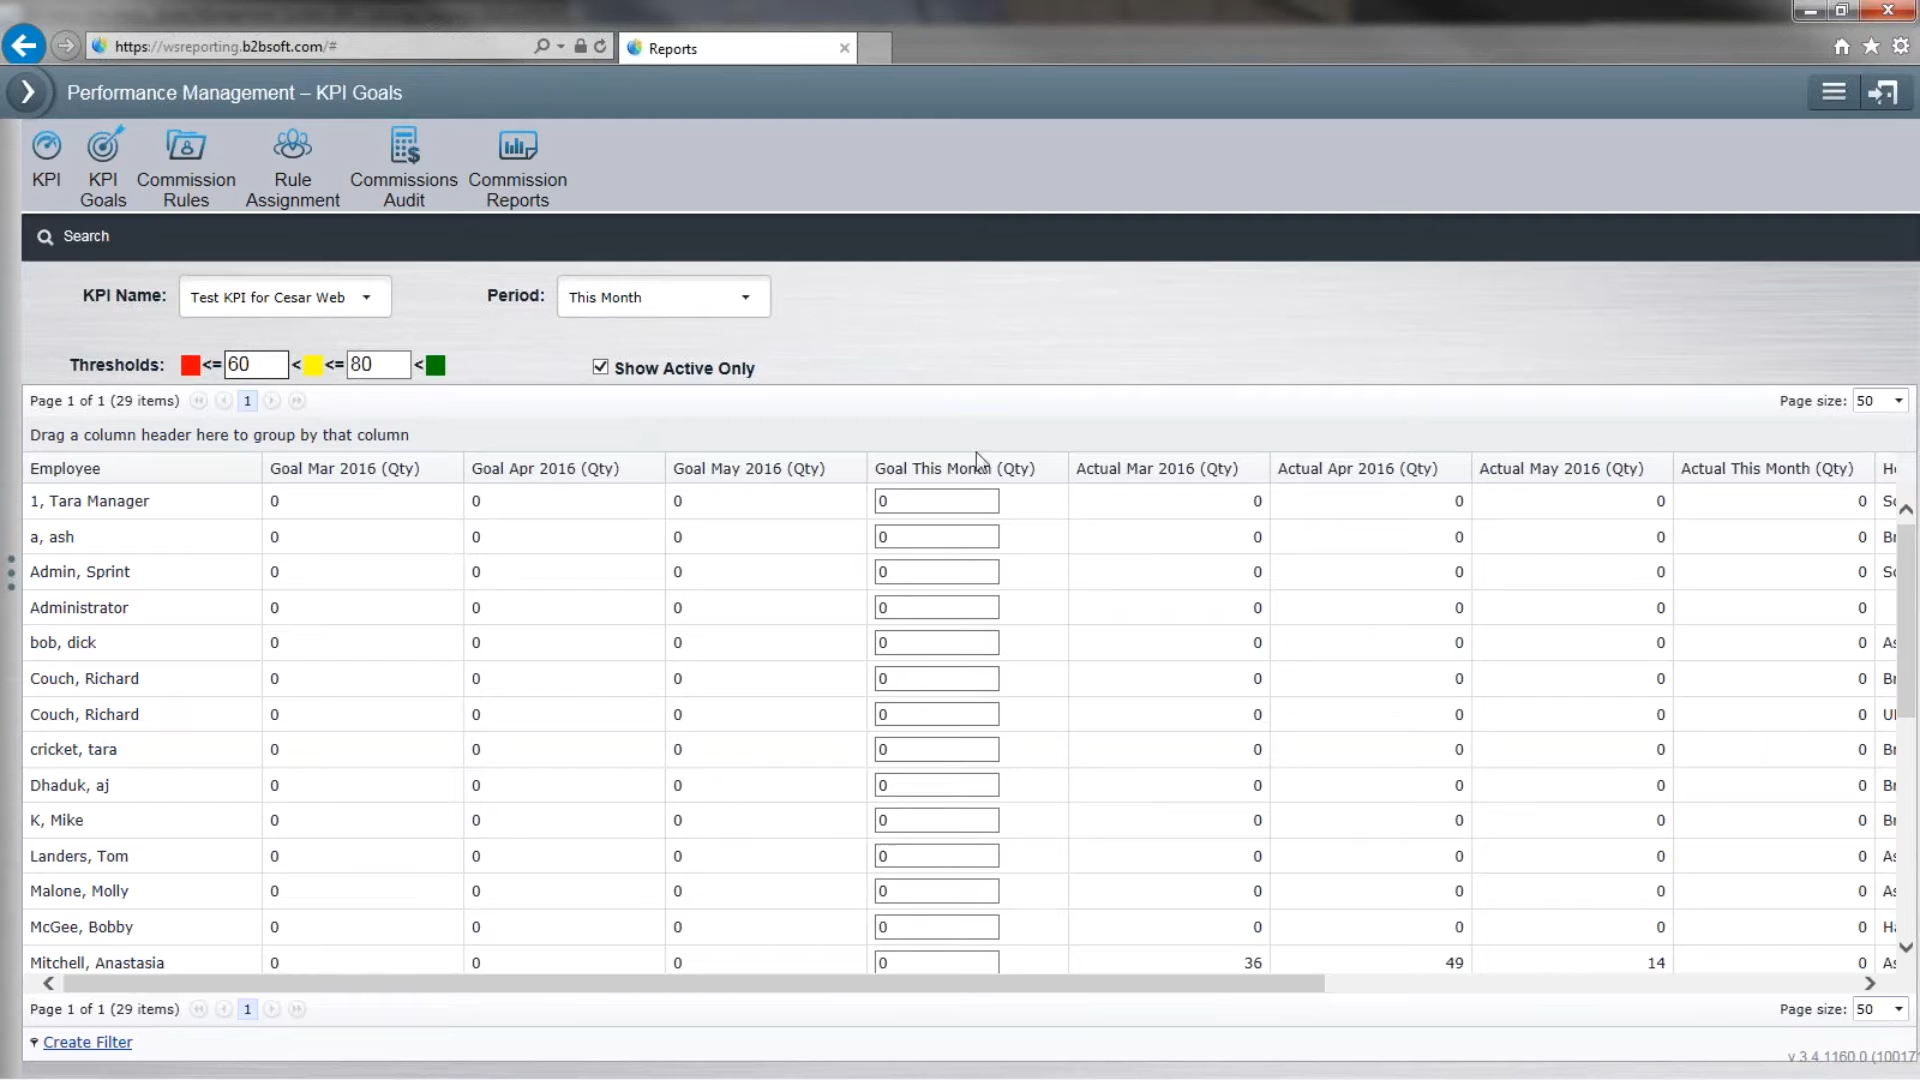 https://wsreporting.b2bsoft.com/#
Reports
Performance Management – KPI Goals
KPI
KPI Goals
Commission Rules
Rule Assignment
Commissions Audit
Commission Reports
Search
KPI Name: Test KPI for Cesar Web
Period: This Month
Thresholds: <= 60 < <= 80 <
Show Active Only
Page 1 of 1 (29 items) 1 Page size: 50
Drag a column header here to group by that column
Employee Goal Mar 2016 (Qty) Goal Apr 2016 (Qty) Goal May 2016 (Qty) Goal This Month (Qty) Actual Mar 2016 (Qty) Actual Apr 2016 (Qty) Actual May 2016 (Qty) Actual This Month (Qty)
1, Tara Manager 0 0 0 0 0 0 0 0
a, ash 0 0 0 0 0 0 0 0
Admin, Sprint 0 0 0 0 0 0 0 0
Administrator 0 0 0 0 0 0 0 0
bob, dick 0 0 0 0 0 0 0 0
Couch, Richard 0 0 0 0 0 0 0 0
Couch, Richard 0 0 0 0 0 0 0 0
cricket, tara 0 0 0 0 0 0 0 0
Dhaduk, aj 0 0 0 0 0 0 0 0
K, Mike 0 0 0 0 0 0 0 0
Landers, Tom 0 0 0 0 0 0 0 0
Malone, Molly 0 0 0 0 0 0 0 0
McGee, Bobby 0 0 0 0 0 0 0 0
Mitchell, Anastasia 0 0 0 0 36 49 14 0
Page 1 of 1 (29 items) 1 Page size: 50
Create Filter
v 3.4.1160.0